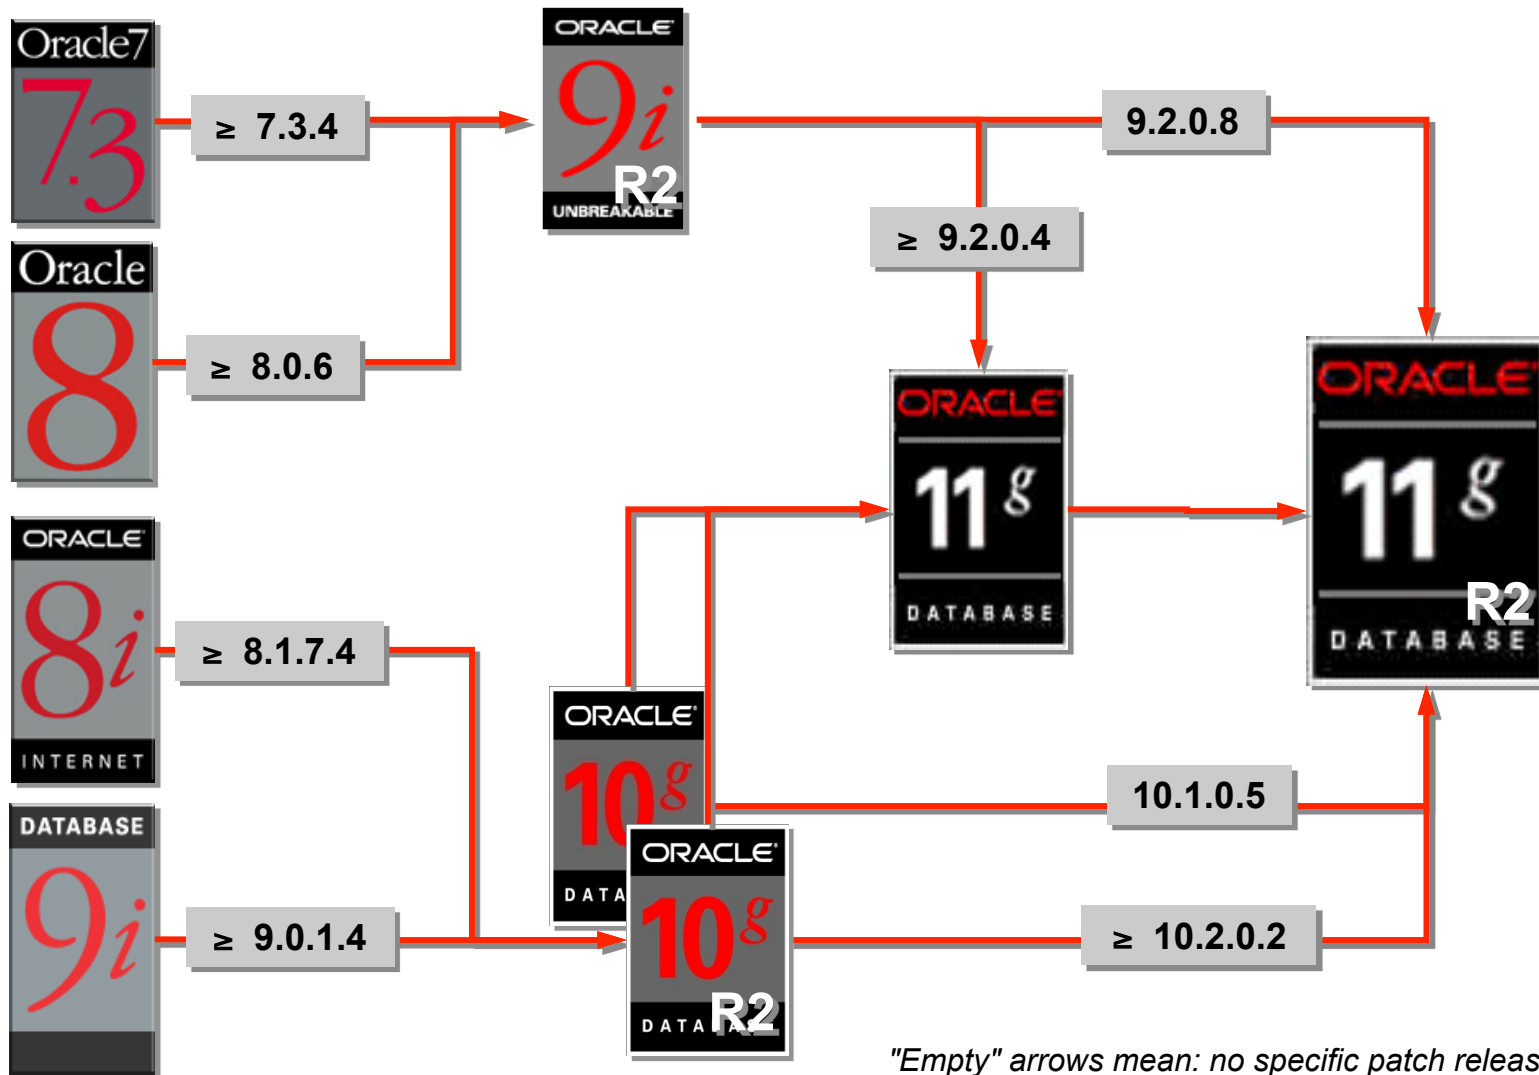 Oracle7
7.3
≥ 7.3.4
ORACLE
9i
R2
UNBREAKABLE
9.2.0.8
≥ 9.2.0.4
Oracle
8
≥ 8.0.6
ORACLE
11g
DATABASE
ORACLE
11g
R2
DATABASE
ORACLE
8i
INTERNET
≥ 8.1.7.4
ORACLE
10g
DATA
10.1.0.5
DATABASE
9i
≥ 9.0.1.4
ORACLE
10g
R2
DATABAS
≥ 10.2.0.2
"Empty" arrows mean: no specific patch releas